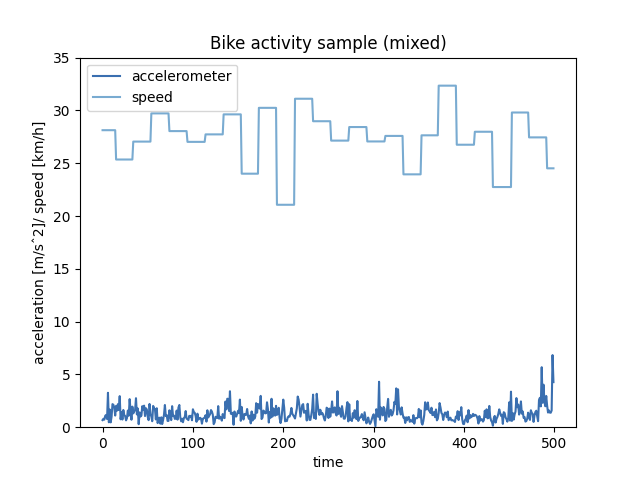 Bike activity sample (mixed)
accelerometer
speed
acceleration [m/sˆ2]/ speed [km/h]
35
30
25
20
15
10
5
0
0 100 200 300 400 500
time